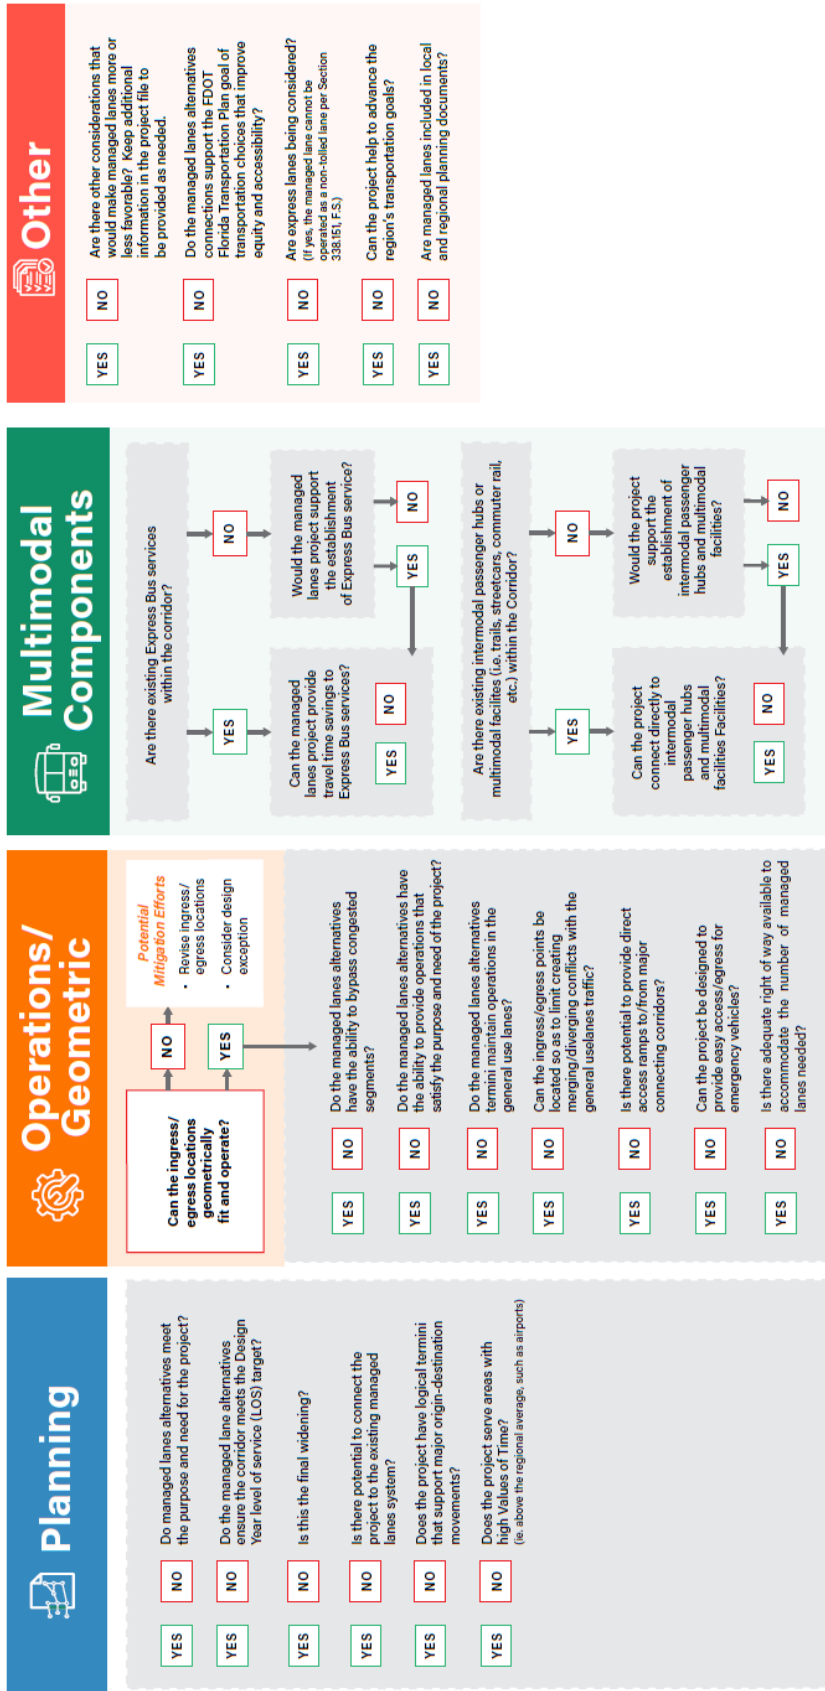 Planning
YES
NO
Do managed lanes alternatives meet
the purpose and need for the project?
YES
NO
Do the managed lane alternatives
ensure the corridor meets the Design
Year level of service (LOS) target?
YES
NO
Is this the final widening?
YES
NO
Is there potential to connect the
project to the existing managed
lanes system?
YES
NO
Does the project have logical termini
that support major origin-destination
movements?
YES
NO
Does the project serve areas with
high Values of Time?
(ie. above the regional average, such as airports)
Operations/
Geometric
Can the ingress/
egress locations
geometrically
fit and operate?
NO
YES
Potential
Mitigation Efforts
• Revise ingress/
egress locations
• Consider design
exception
YES
NO
Do the managed lanes alternatives
have the ability to bypass congested
segments?
YES
NO
Do the managed lanes alternatives have
the ability to provide operations that
satisfy the purpose and need of the project?
YES
NO
Do the managed lanes alternatives
termini maintain operations in the
general use lanes?
YES
NO
Can the ingress/egress points be
located so as to limit creating
merging/diverging conflicts with the
general uselanes traffic?
YES
NO
Is there potential to provide direct
access ramps to/from major
connecting corridors?
YES
NO
Can the project be designed to
provide easy access/egress for
emergency vehicles?
YES
NO
Is there adequate right of way available to
accommodate the number of managed
lanes needed?
Multimodal
Components
Are there existing Express Bus services
within the corridor?
YES
NO
Can the managed
lanes project provide
travel time savings to
Express Bus services?
YES
NO
Would the managed
lanes project support
the establishment
of Express Bus service?
YES
NO
Are there existing intermodal passenger hubs or
multimodal facilites (i.e. trails, streetcars, commuter rail,
etc.) within the Corridor?
YES
NO
Can the project
connect directly to
intermodal
passenger hubs
and multimodal
facilities Facilities?
YES
NO
Would the project
support the
establishment of
intermodal passenger
hubs and multimodal
facilities?
YES
NO
Other
YES
NO
Are there other considerations that
would make managed lanes more or
less favorable? Keep additional
information in the project file to
be provided as needed.
YES
NO
Do the managed lanes alternatives
connections support the FDOT
Florida Transportation Plan goal of
transportation choices that improve
equity and accessibility?
YES
NO
Are express lanes being considered?
(If yes, the managed lane cannot be
operated as a non-tolled lane per Section
338.151, F.S.)
YES
NO
Can the project help to advance the
region's transportation goals?
YES
NO
Are managed lanes included in local
and regional planning documents?